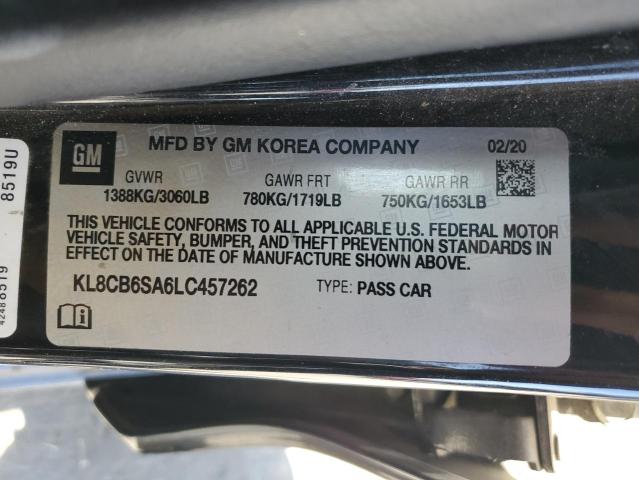 GM
MFD BY GM KOREA COMPANY
02/20
GVWR
GAWR FRT
GAWR RR
1388KG/3060LB
780KG/1719LB
750KG/1653LB
THIS VEHICLE CONFORMS TO ALL APPLICABLE U.S. FEDERAL MOTOR
VEHICLE SAFETY, BUMPER, AND THEFT PREVENTION STANDARDS IN
EFFECT ON THE DATE OF MANUFACTURE SHOWN ABOVE.
KL8CB6SA6LC457262
TYPE: PASS CAR
8519U
42488519